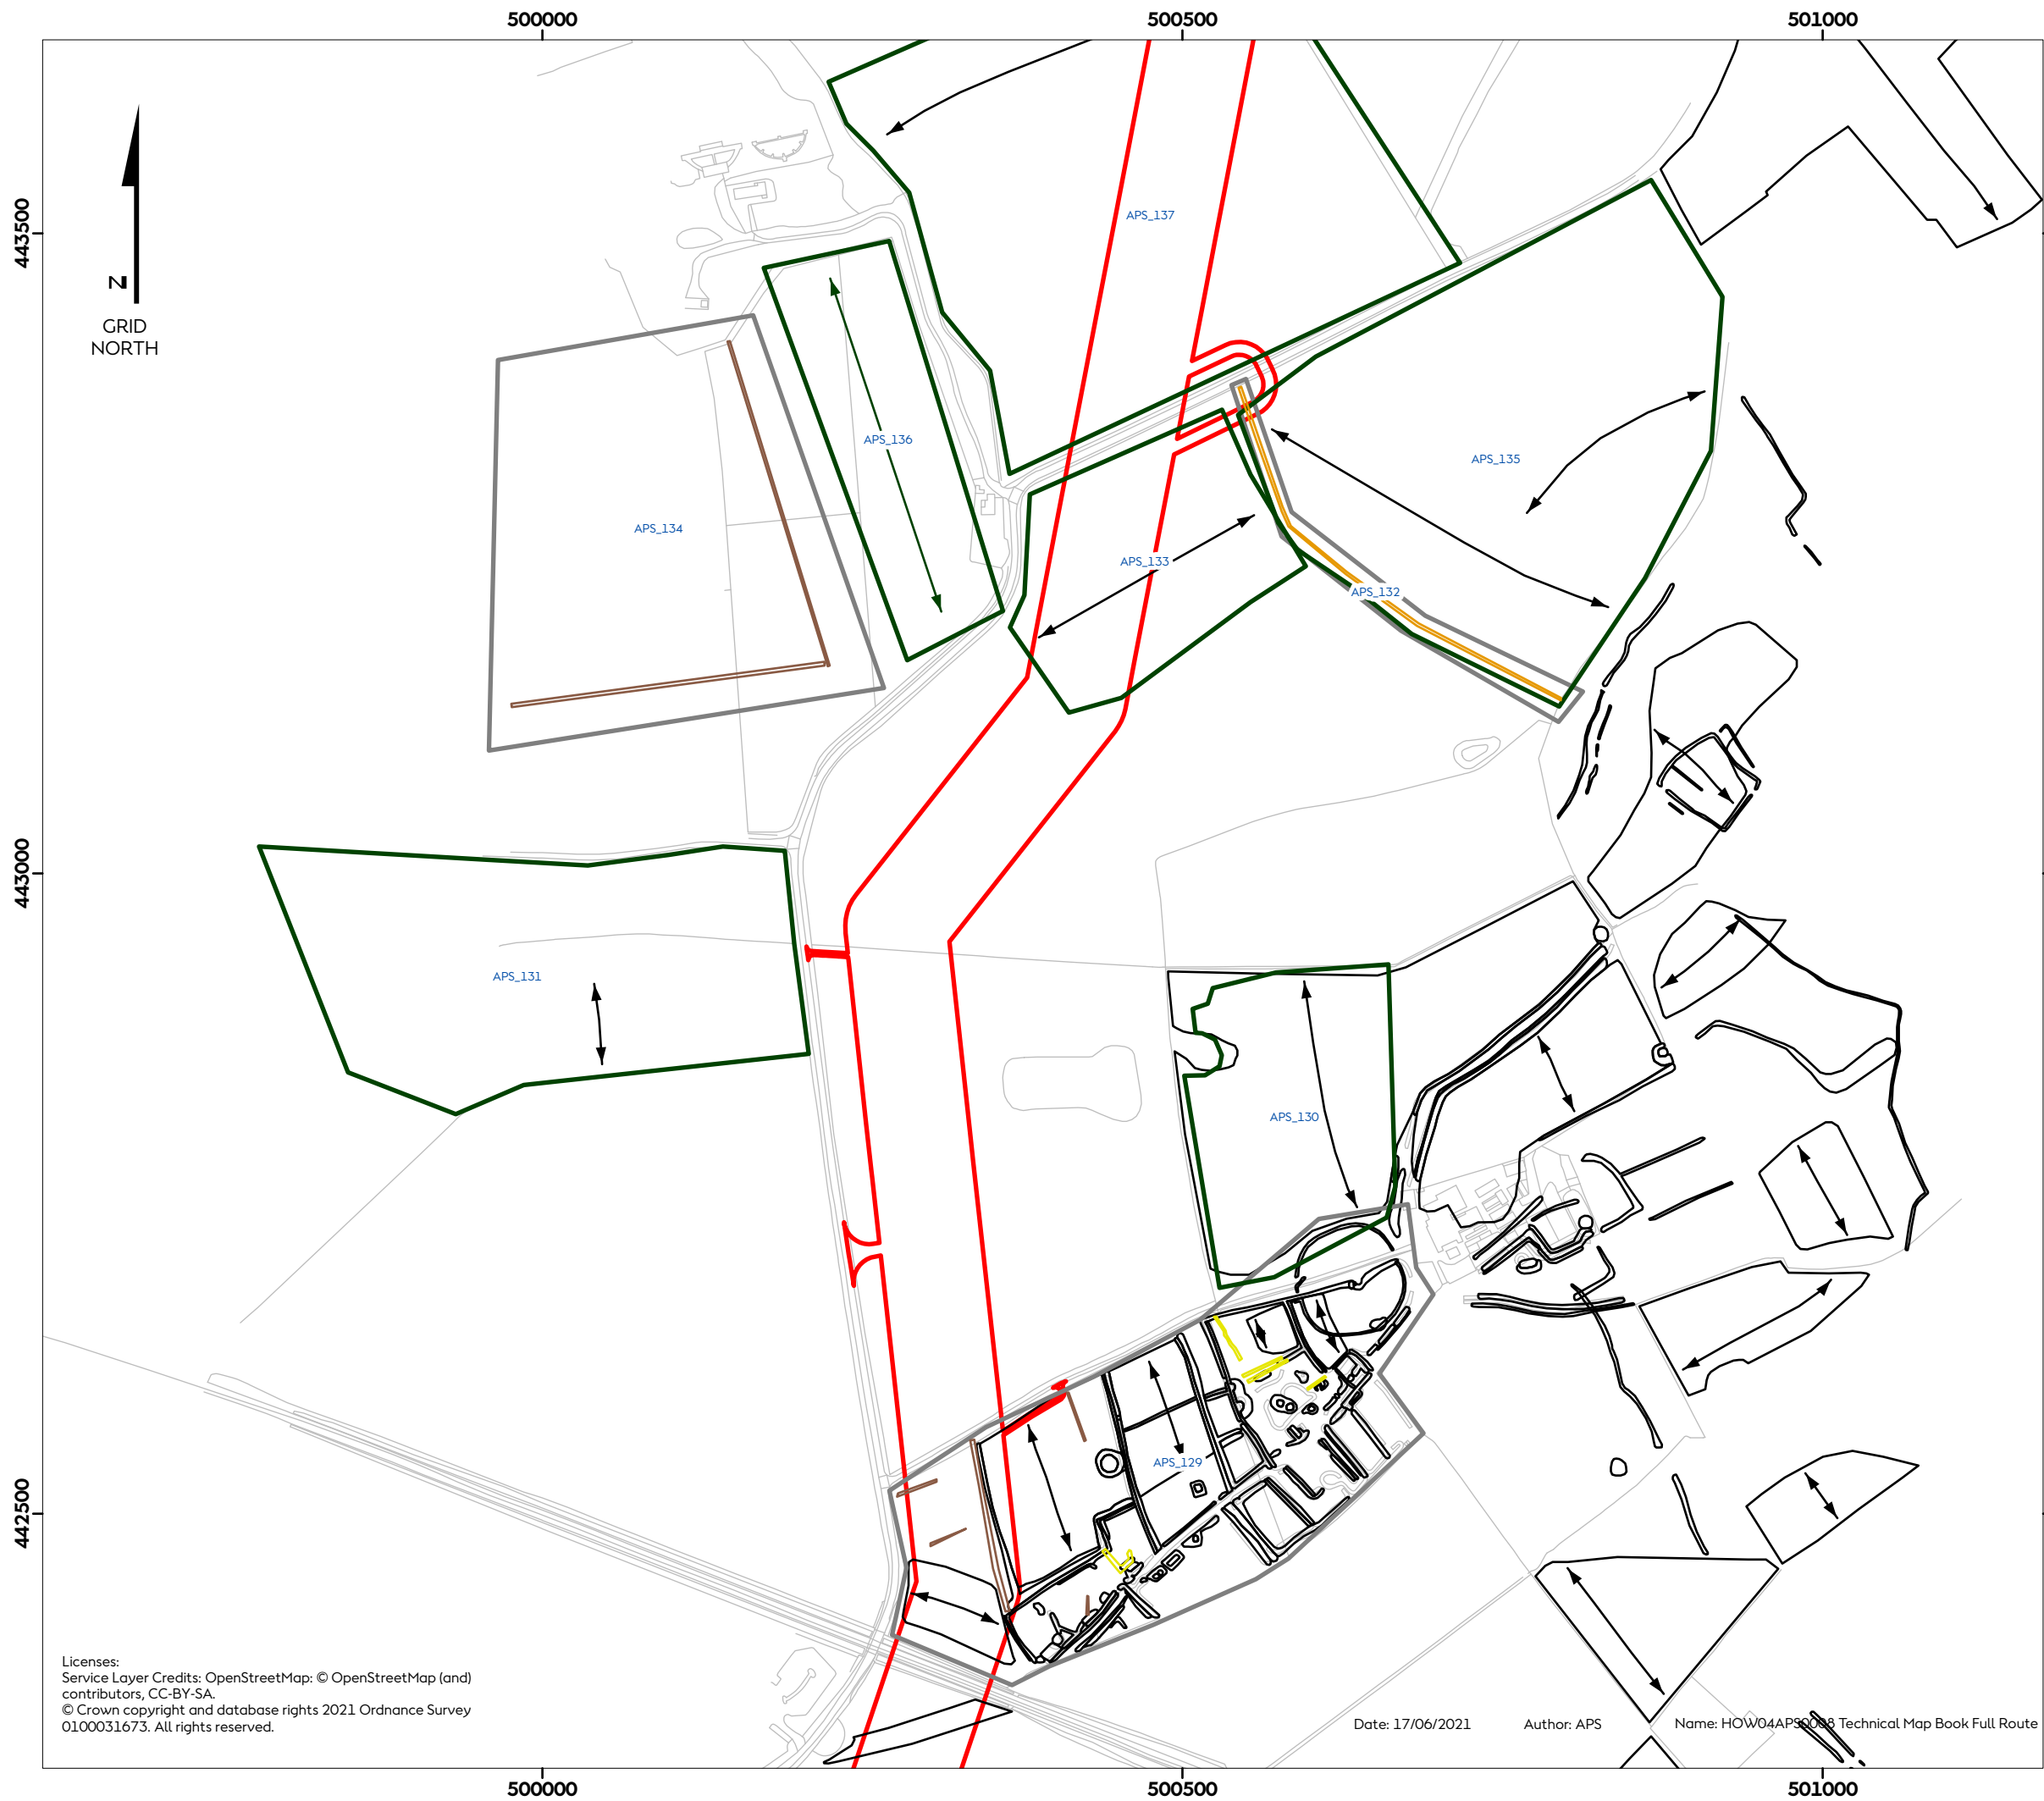 500000
500500
501000
443500
443000
442500
N
GRID
NORTH
APS_137
APS_136
APS_135
APS_134
APS_133
APS_132
APS_131
APS_130
APS_129
Licenses:
Service Layer Credits: OpenStreetMap: © OpenStreetMap (and)
contributors, CC-BY-SA.
© Crown copyright and database rights 2021 Ordnance Survey
0100031673. All rights reserved.
Date: 17/06/2021
Author: APS
Name: HOW04APS0008 Technical Map Book Full Route
500000
500500
501000